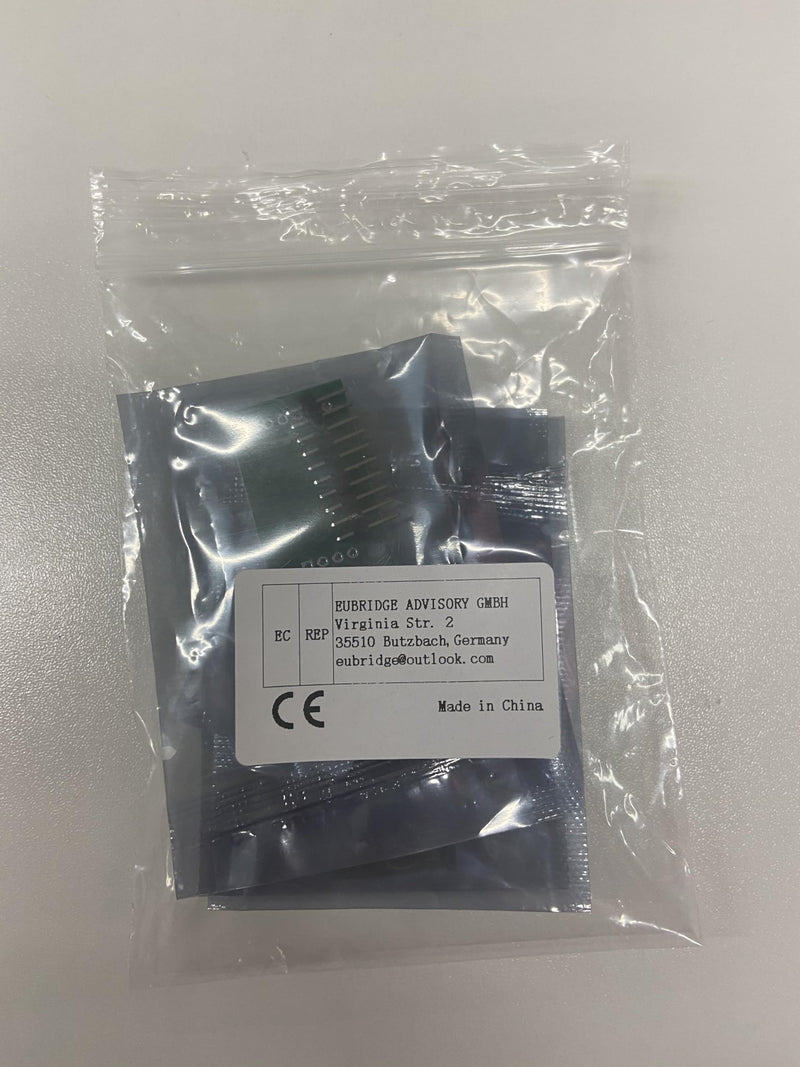 EC REP
EUBRIDGE ADVISORY GMBH
Virginia Str. 2
35510 Butzbach, Germany
eubridge@outlook.com
CE
Made in China